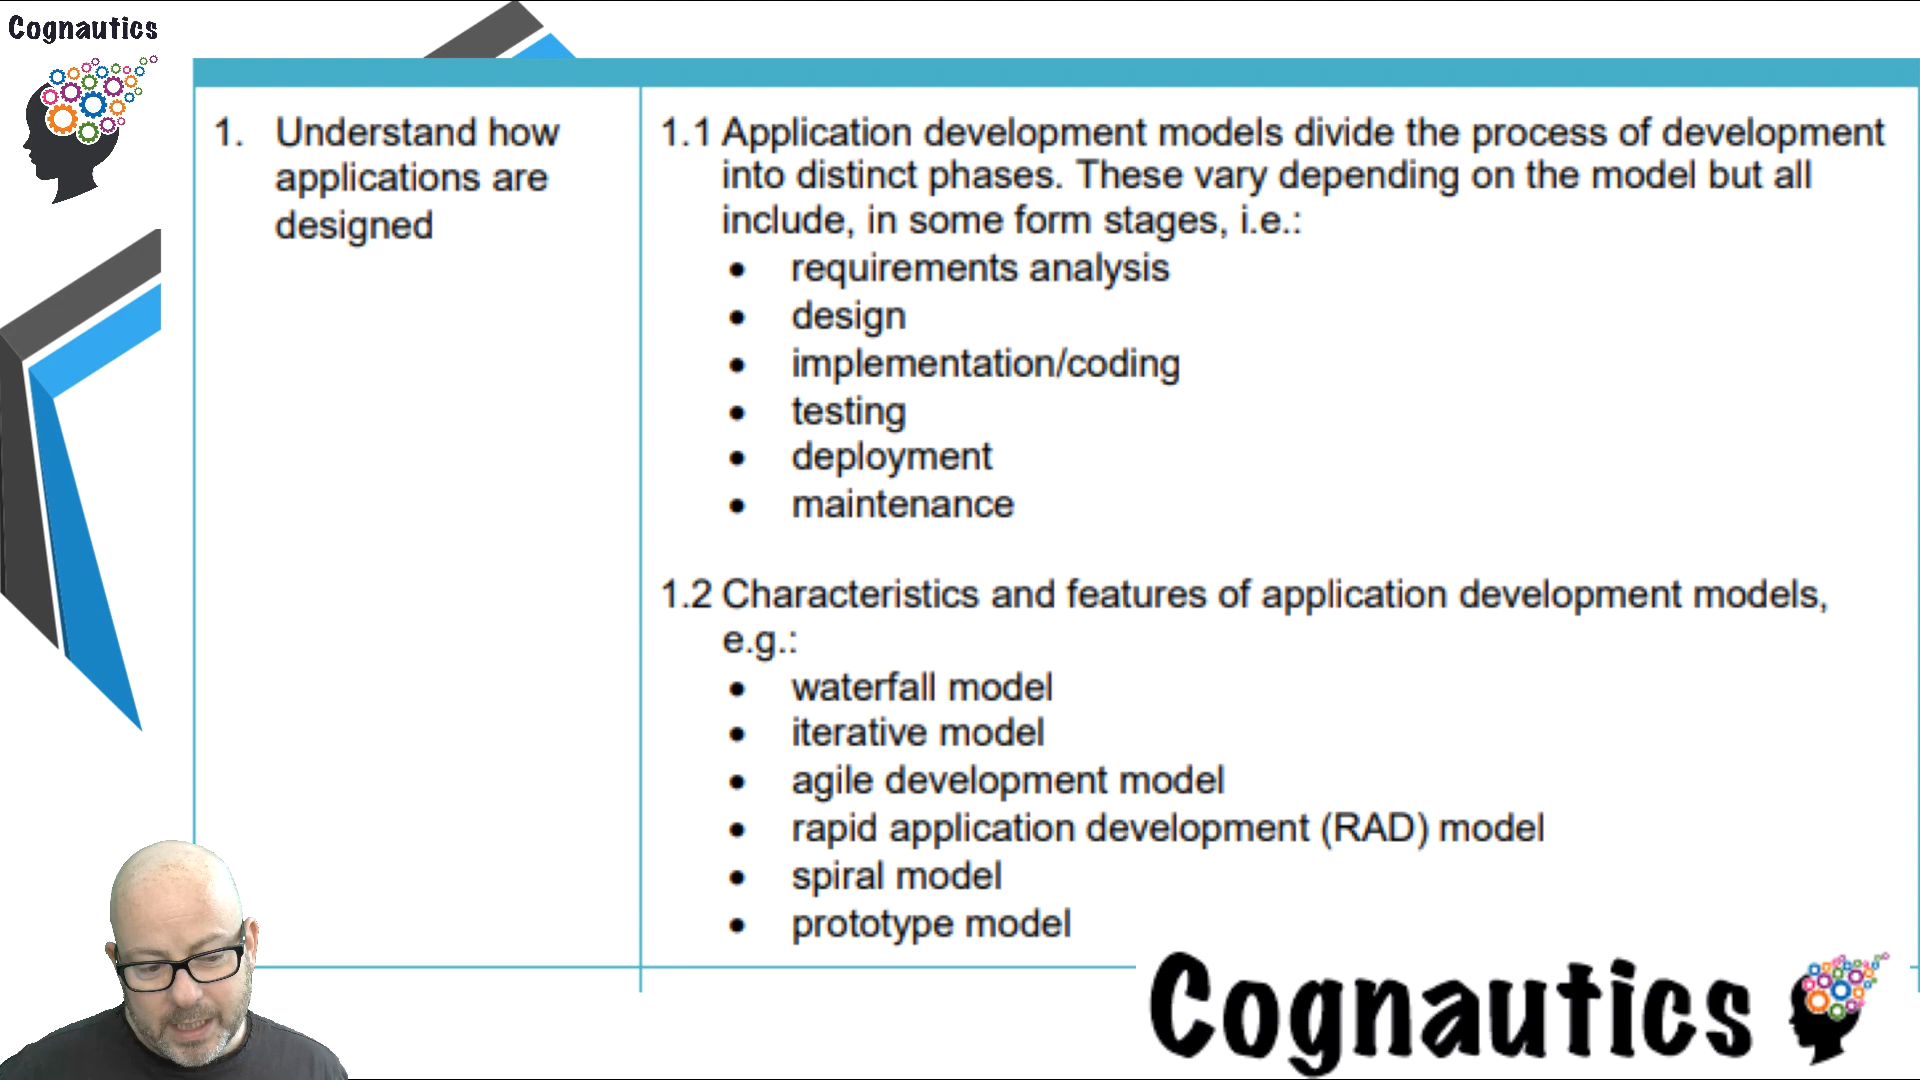 Cognautics
1. Understand how
applications are
designed
1.1 Application development models divide the process of development
into distinct phases. These vary depending on the model but all
include, in some form stages, i.e.:
• requirements analysis
• design
• implementation/coding
• testing
• deployment
• maintenance
1.2 Characteristics and features of application development models,
e.g.:
• waterfall model
• iterative model
• agile development model
• rapid application development (RAD) model
• spiral model
• prototype model
Cognautics